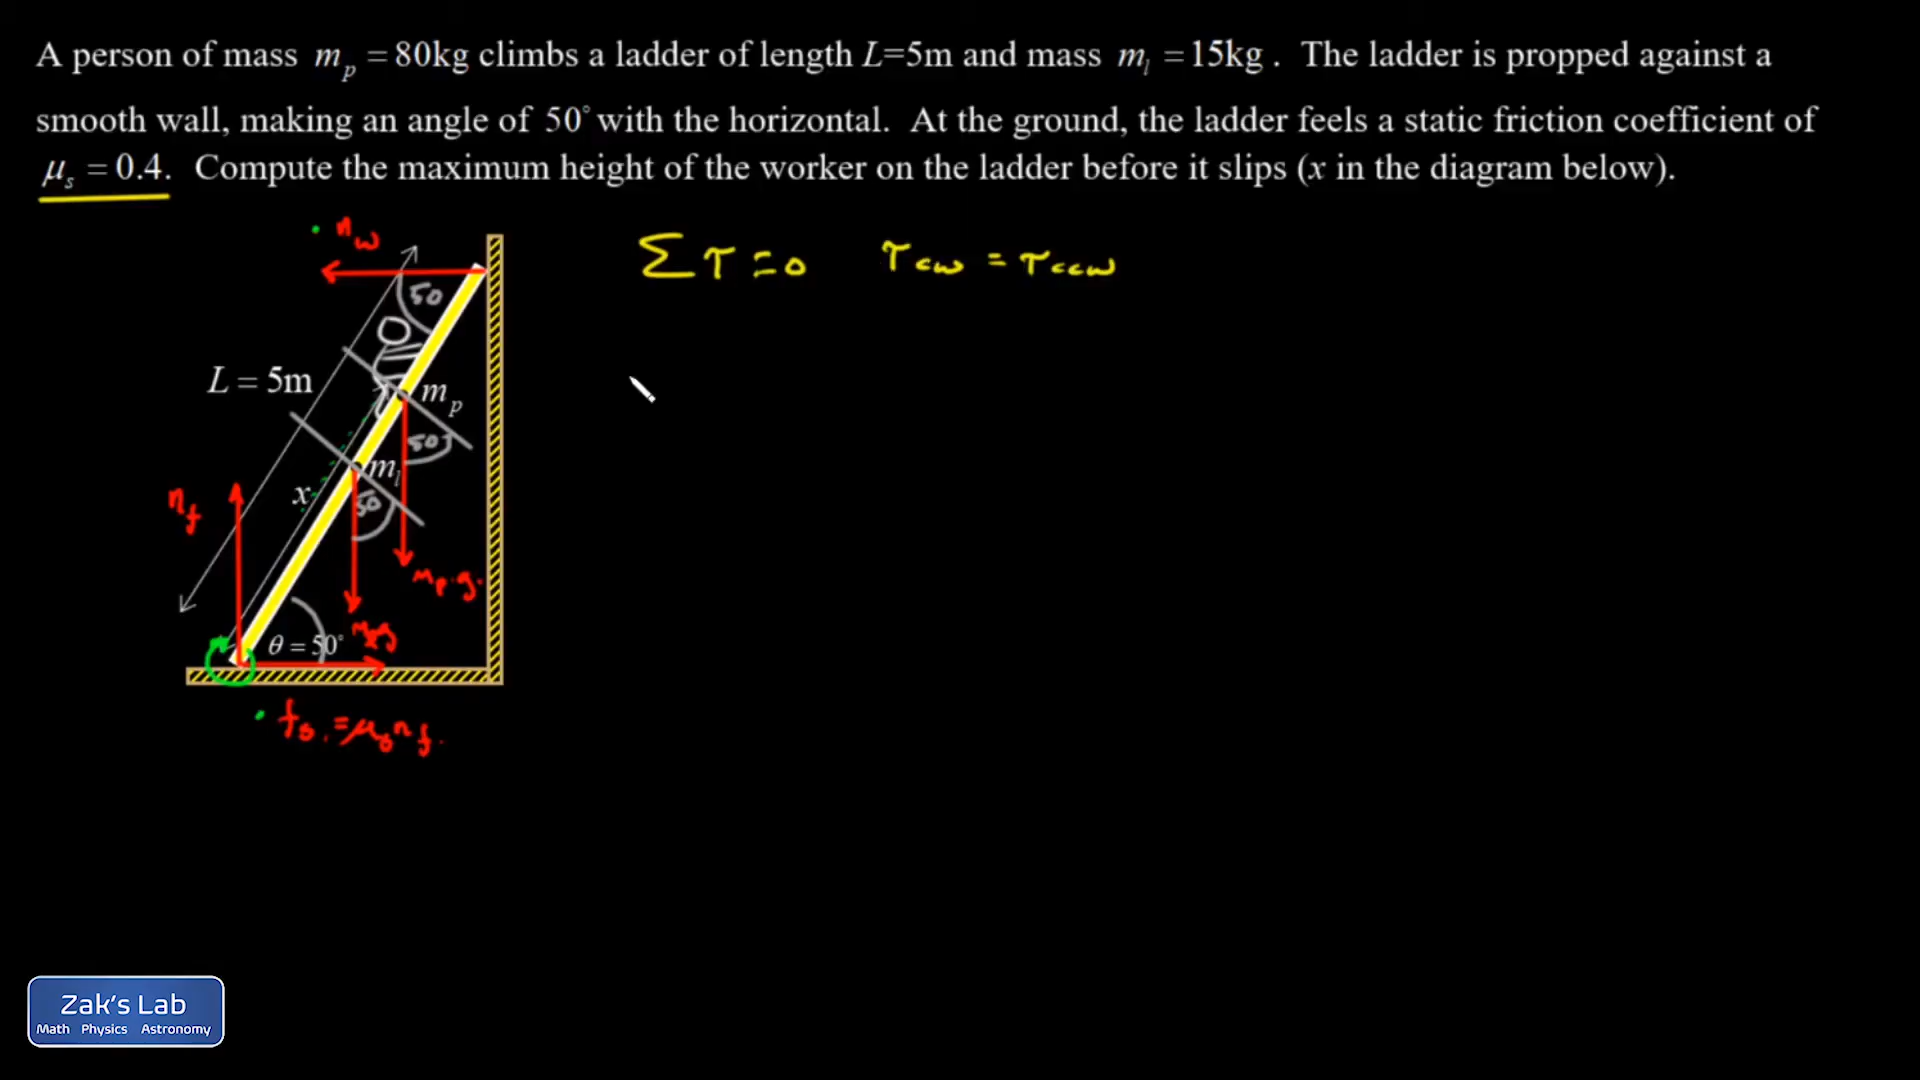 A person of mass m_p = 80kg climbs a ladder of length L=5m and mass m_l = 15kg . The ladder is propped against a
smooth wall, making an angle of 50° with the horizontal. At the ground, the ladder feels a static friction coefficient of
μ_s = 0.4. Compute the maximum height of the worker on the ladder before it slips (x in the diagram below).
n_w
Στ = 0 τ_cw = τ_ccw
50
L = 5m
m_p
50
m_l
x
50
n_f
m_p g
θ = 50°
f_s = μ_s n_f
Zak's Lab
Math Physics Astronomy